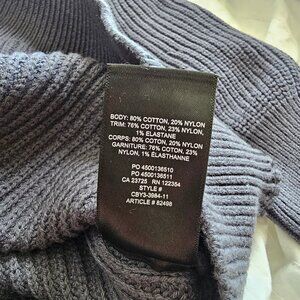 BODY: 80% COTTON, 20% NYLON
TRIM: 76% COTTON, 23% NYLON,
1% ELASTANE
CORPS: 80% COTON, 20% NYLON
GARNITURE: 76% COTON, 23%
NYLON, 1% ÉLASTHANNE
PO 4500136510
PO 4500136511
CA 23725 RN 122354
STYLE #
CBY3-3984-11
ARTICLE # 82498